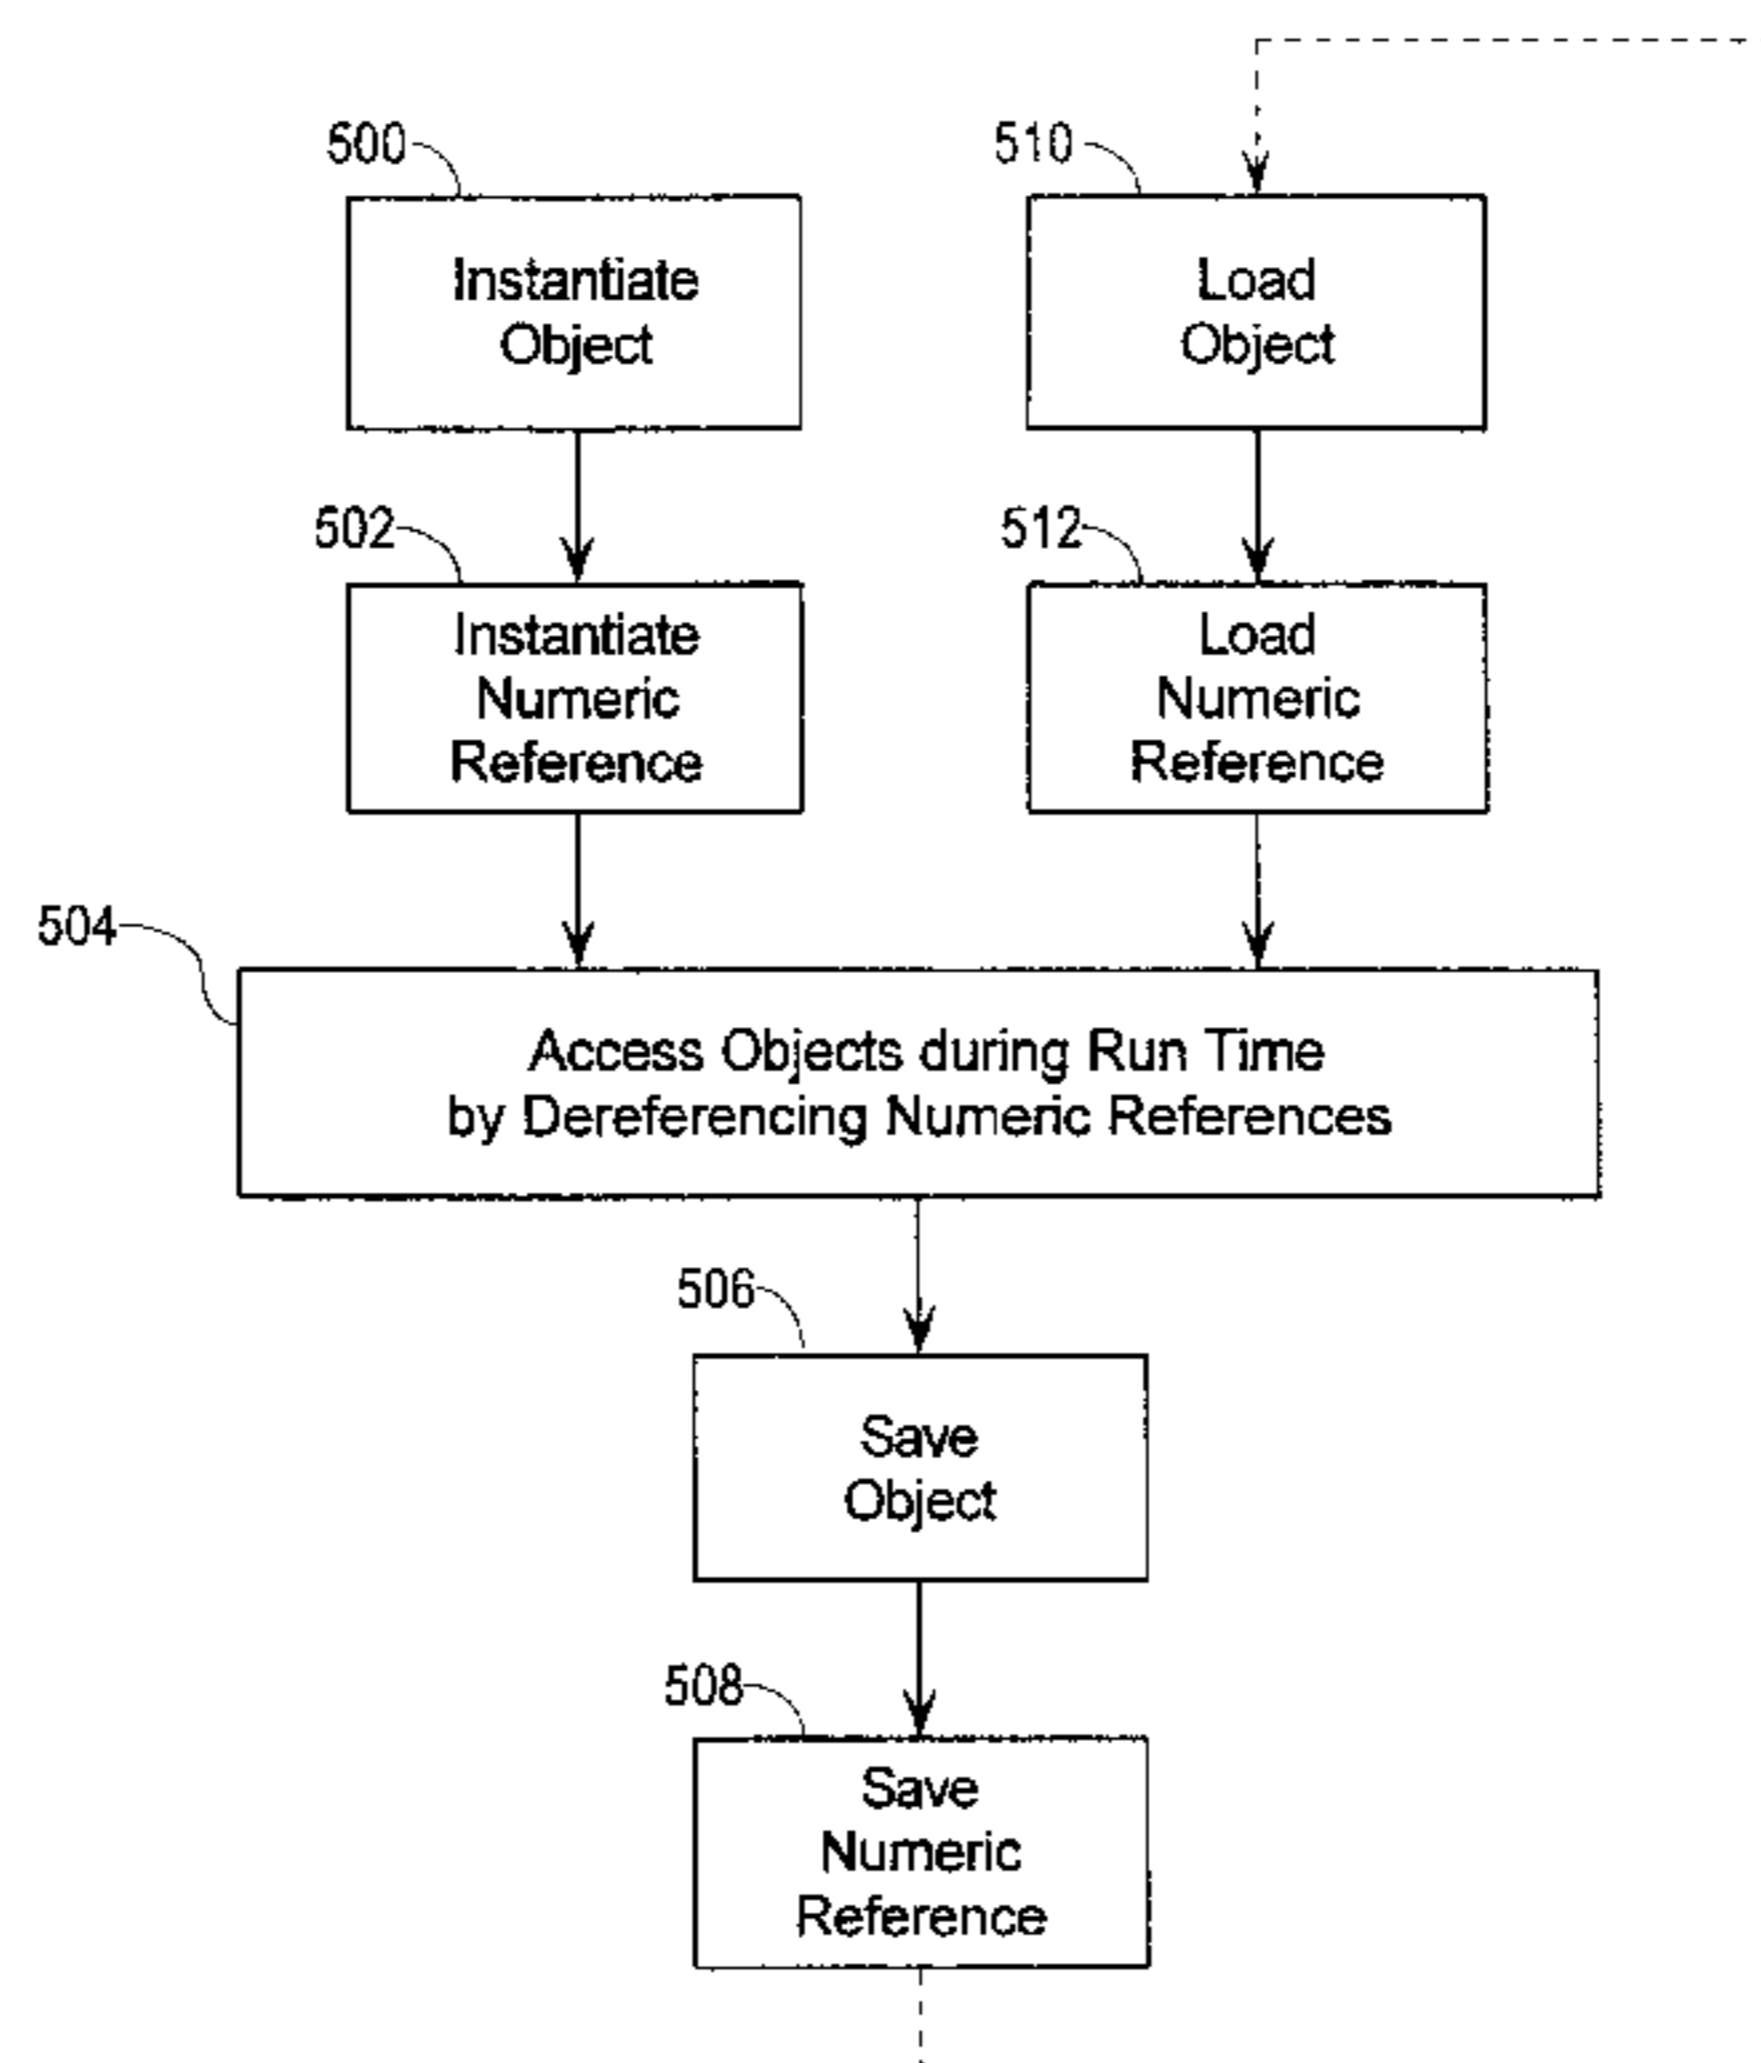 500
Instantiate
Object
510
Load
Object
502
Instantiate
Numeric
Reference
512
Load
Numeric
Reference
504
Access Objects during Run Time
by Dereferencing Numeric References
506
Save
Object
508
Save
Numeric
Reference